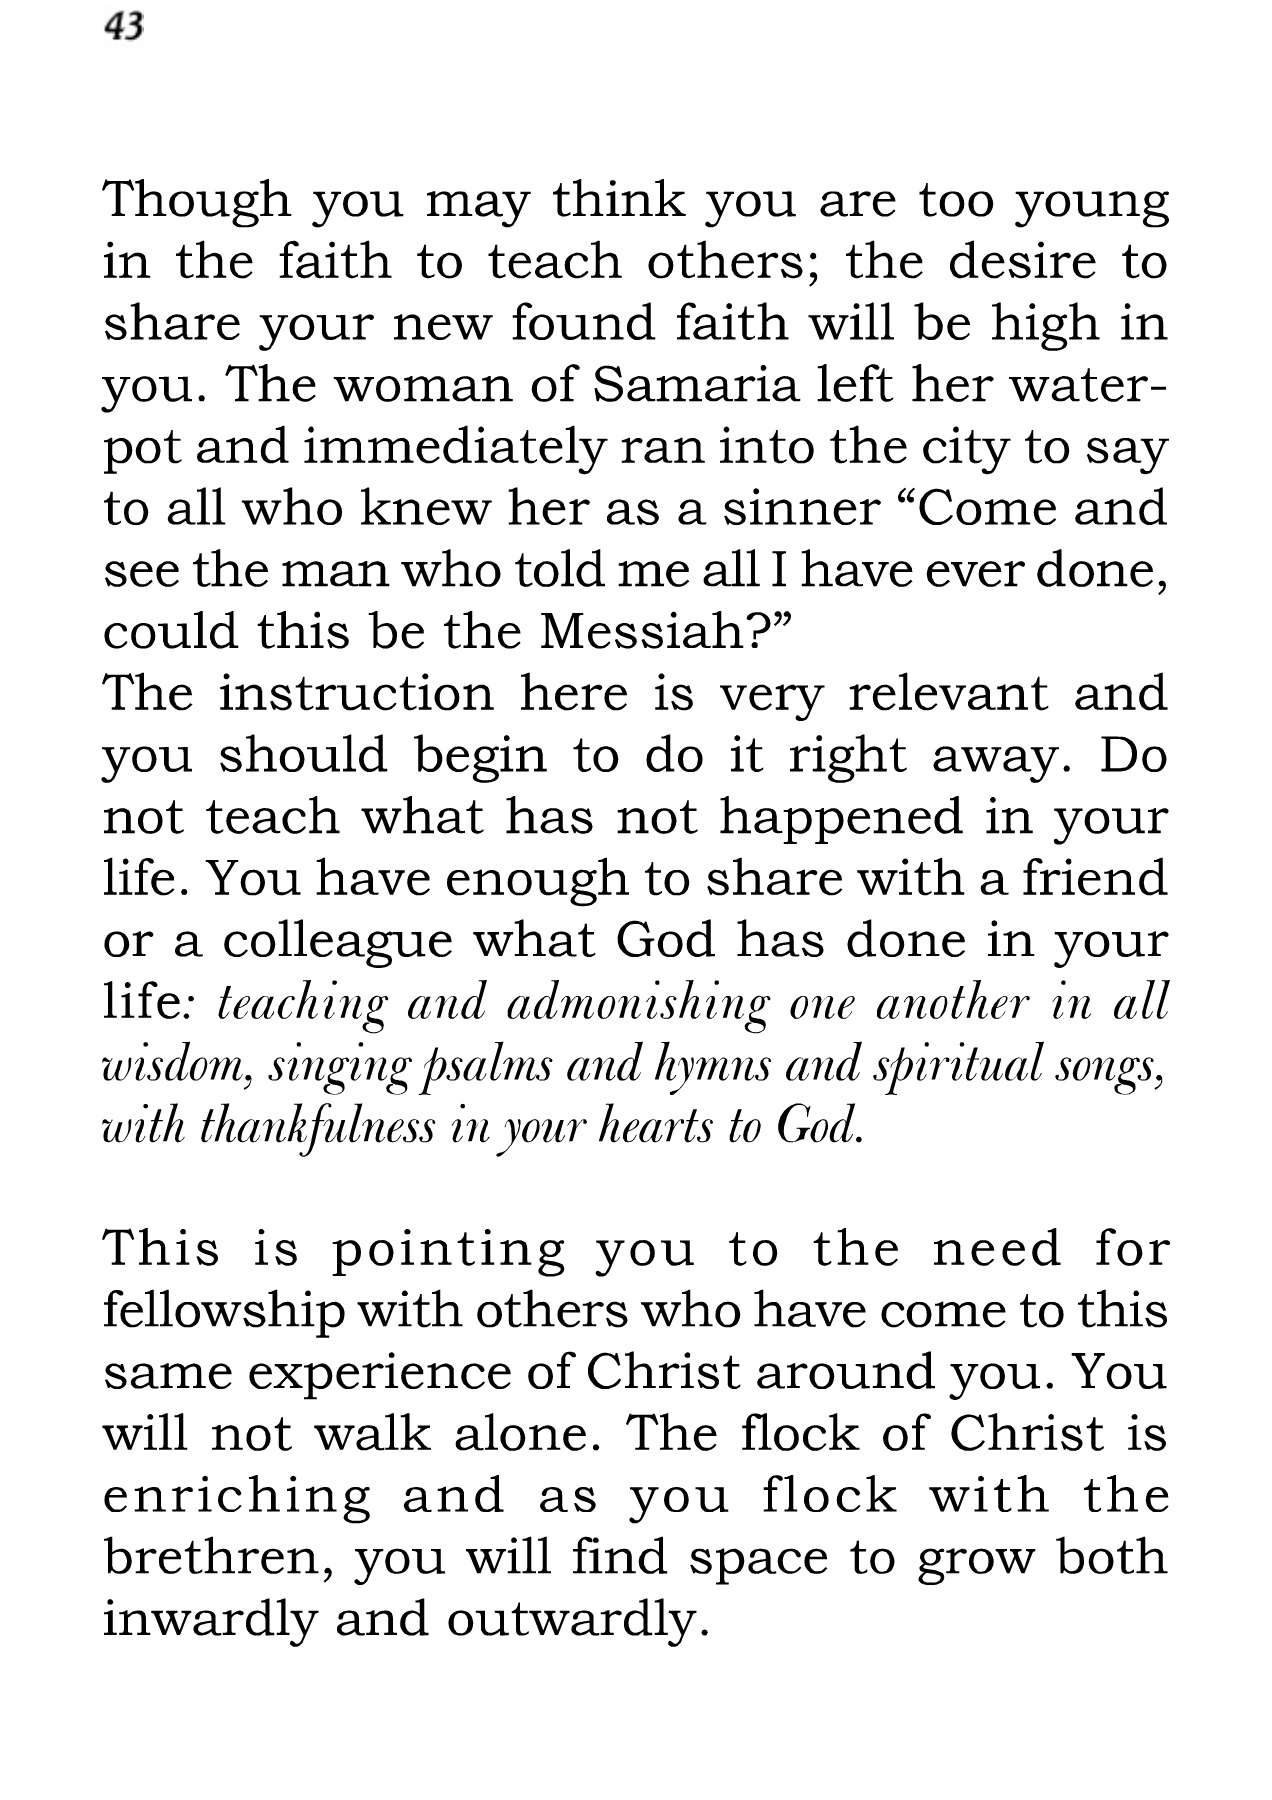 43
Though you may think you are too young
in the faith to teach others; the desire to
share your new found faith will be high in
you. The woman of Samaria left her water-
pot and immediately ran into the city to say
to all who knew her as a sinner “Come and
see the man who told me all I have ever done,
could this be the Messiah?”
The instruction here is very relevant and
you should begin to do it right away. Do
not teach what has not happened in your
life. You have enough to share with a friend
or a colleague what God has done in your
life: teaching and admonishing one another in all
wisdom, singing psalms and hymns and spiritual songs,
with thankfulness in your hearts to God.
This is pointing you to the need for
fellowship with others who have come to this
same experience of Christ around you. You
will not walk alone. The flock of Christ is
enriching and as you flock with the
brethren, you will find space to grow both
inwardly and outwardly.